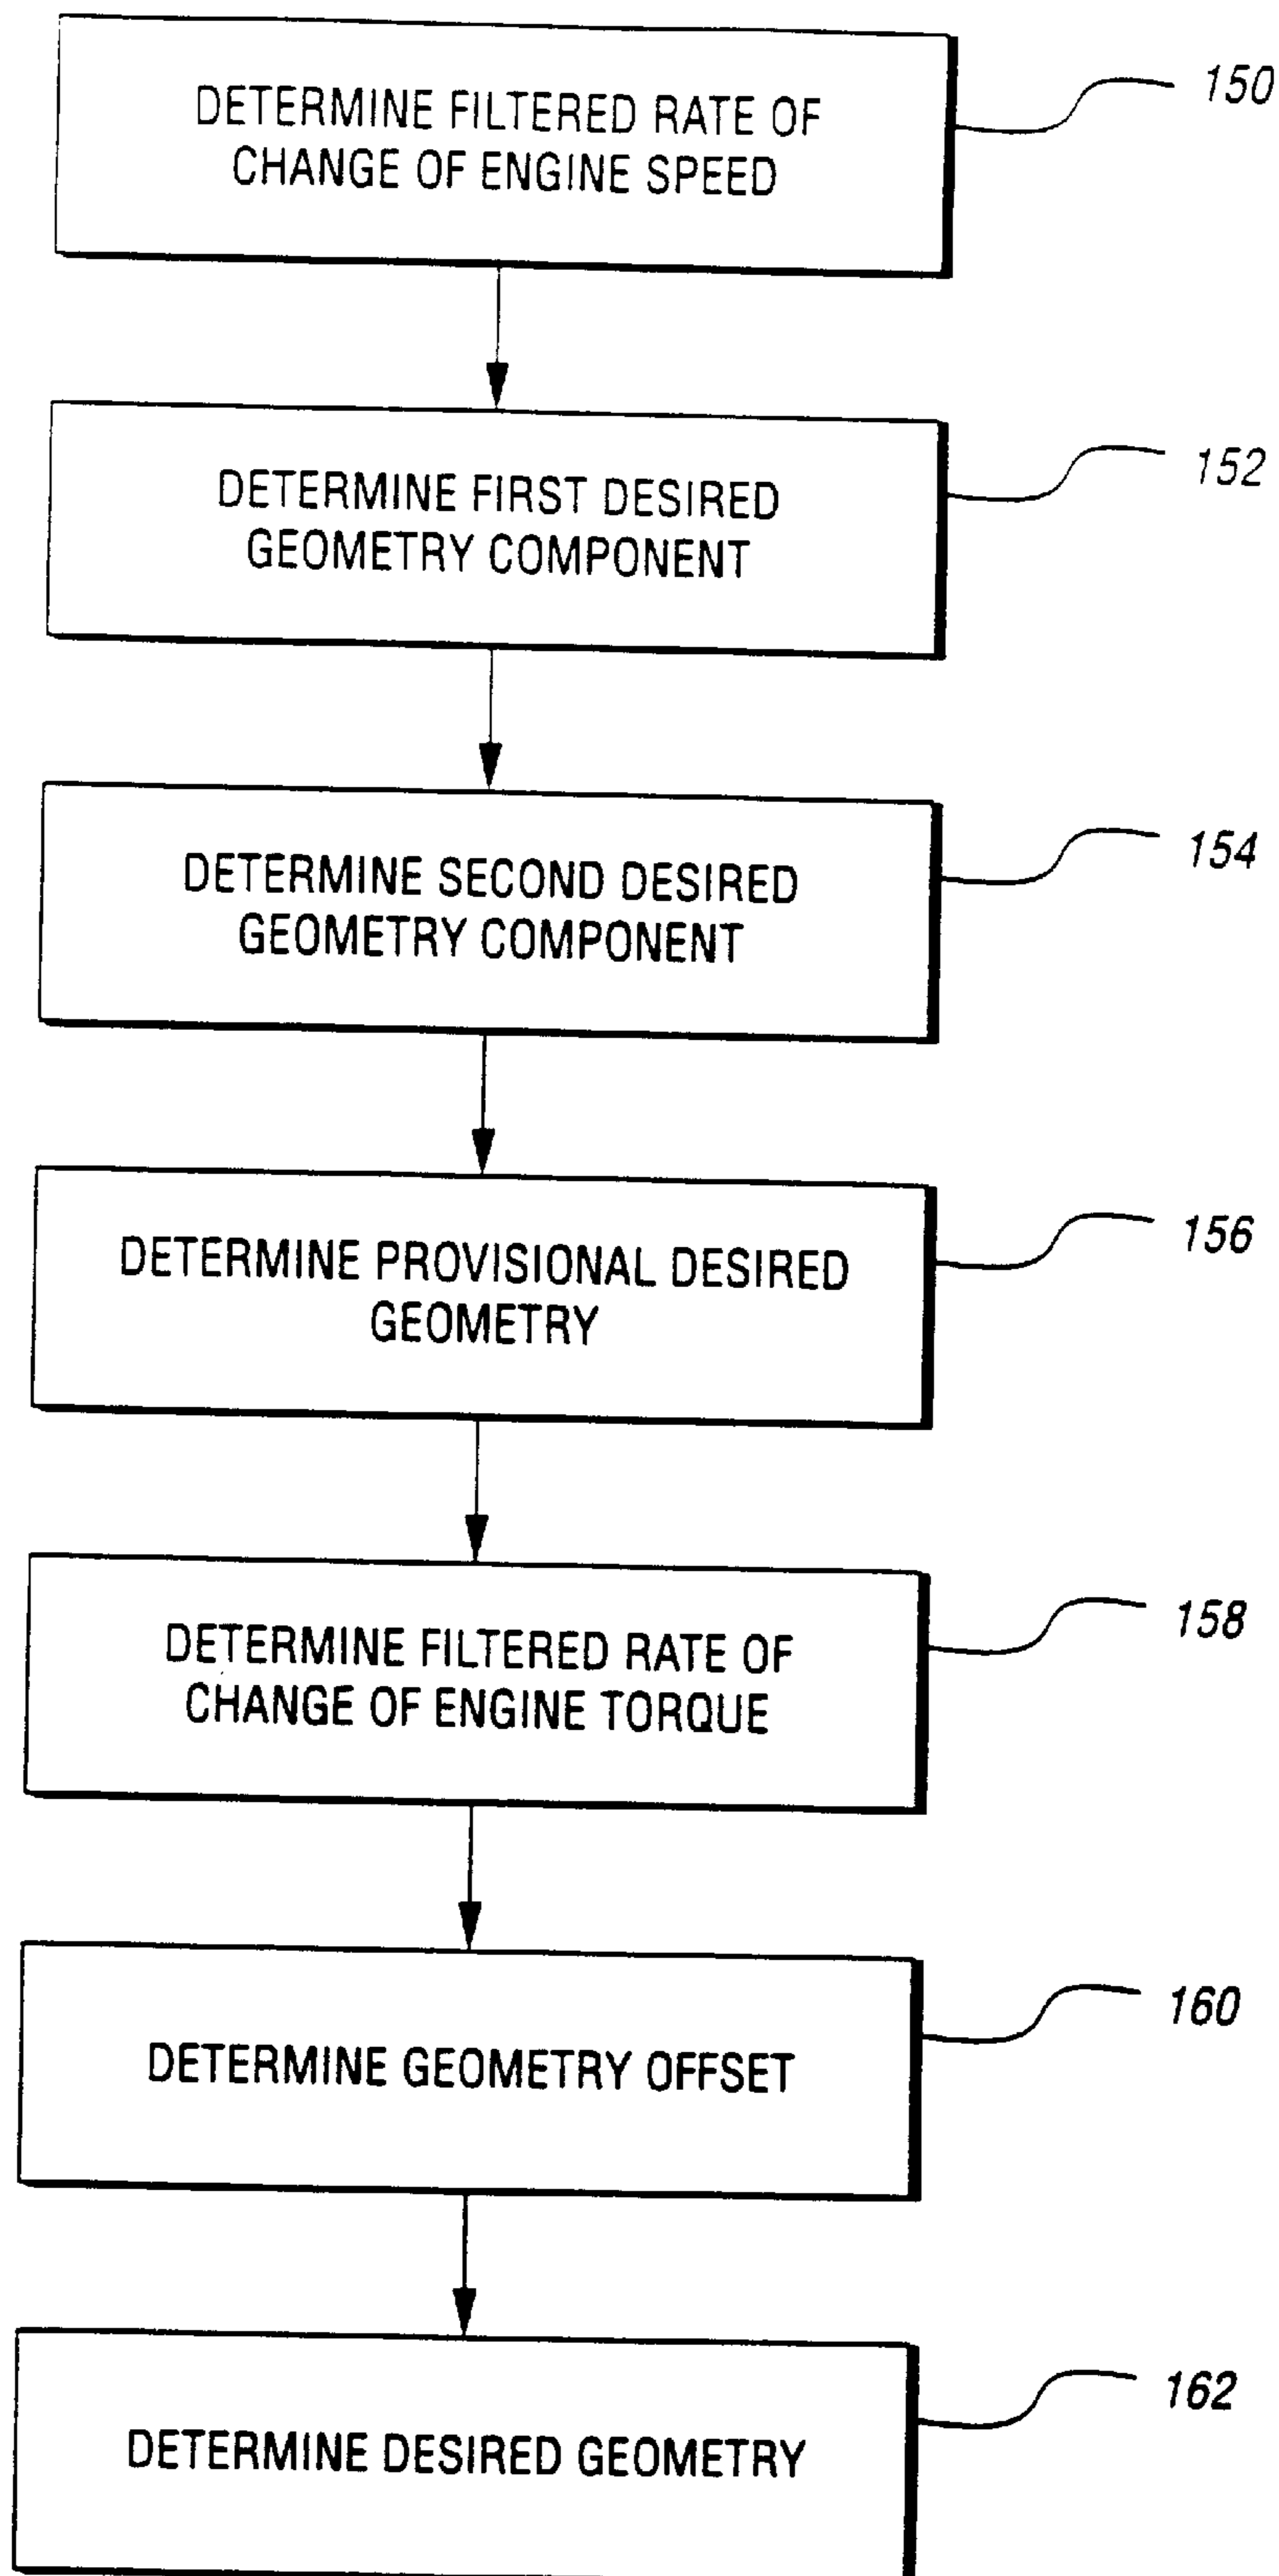 DETERMINE FILTERED RATE OF
CHANGE OF ENGINE SPEED
150
DETERMINE FIRST DESIRED
GEOMETRY COMPONENT
152
DETERMINE SECOND DESIRED
GEOMETRY COMPONENT
154
DETERMINE PROVISIONAL DESIRED
GEOMETRY
156
DETERMINE FILTERED RATE OF
CHANGE OF ENGINE TORQUE
158
DETERMINE GEOMETRY OFFSET
160
DETERMINE DESIRED GEOMETRY
162